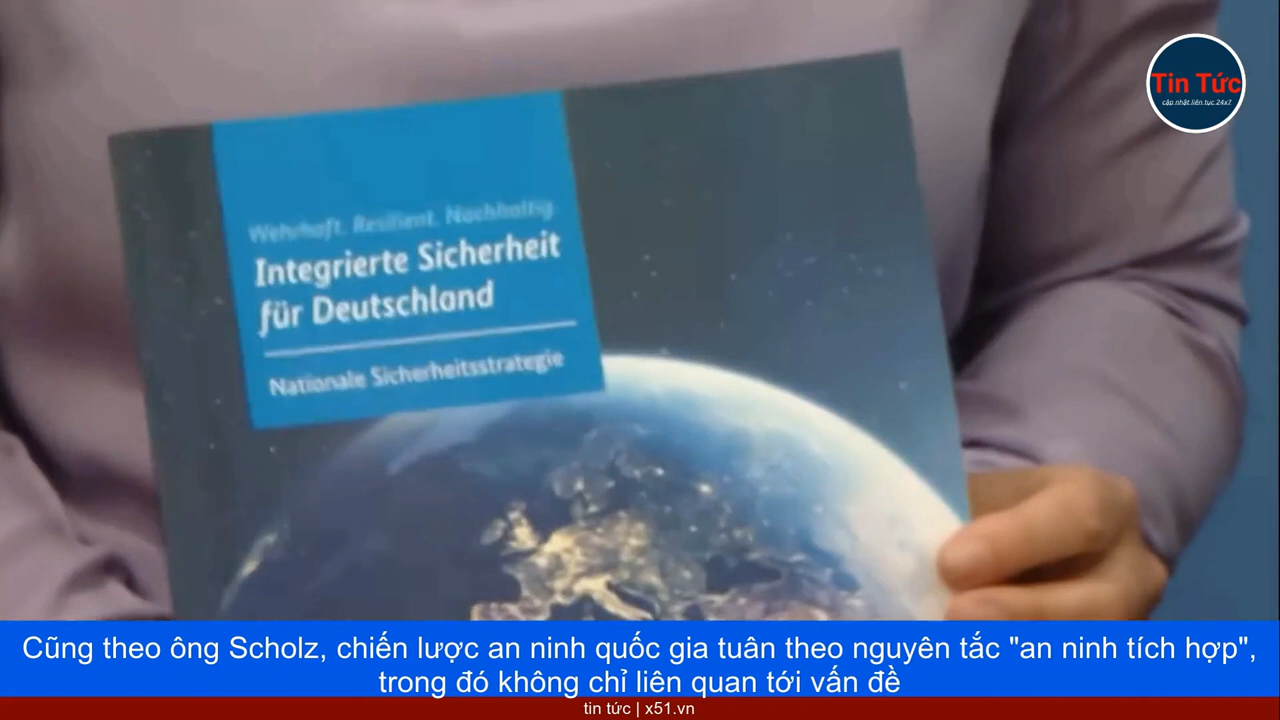 Tin Tức
cập.nhật.liên.tục.24x7
Wehrhaft. Resilient. Nachhaltig.
Integrierte Sicherheit
für Deutschland
Nationale Sicherheitsstrategie
Cũng theo ông Scholz, chiến lược an ninh quốc gia tuân theo nguyên tắc "an ninh tích hợp",
trong đó không chỉ liên quan tới vấn đề
tin tức | x51.vn